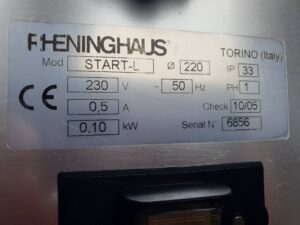 RHENINGHAUS TORINO (Italy)
Mod START-L Ø 220 IP 33
230 V ~ 50 Hz PH 1
CE 0,5 A Check 10/05
0,10 kW Serial N° 6856